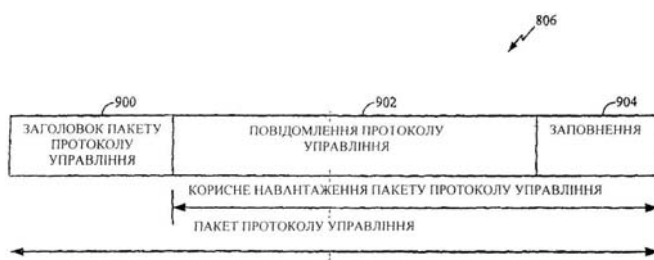 806
900
902
904
ЗАГОЛОВОК ПАКЕТУ
ПРОТОКОЛУ
УПРАВЛІННЯ
ПОВІДОМЛЕННЯ ПРОТОКОЛУ
УПРАВЛІННЯ
ЗАПОВНЕННЯ
КОРИСНЕ НАВАНТАЖЕННЯ ПАКЕТУ ПРОТОКОЛУ УПРАВЛІННЯ
ПАКЕТ ПРОТОКОЛУ УПРАВЛІННЯ